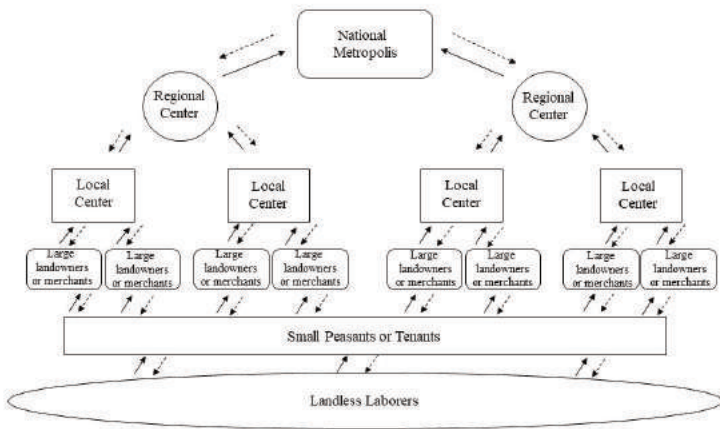 National
Metropolis
Regional
Center
Regional
Center
Local
Center
Local
Center
Local
Center
Local
Center
Large
landowners
or merchants
Large
landowners
or merchants
Large
landowners
or merchants
Large
landowners
or merchants
Large
landowners
or merchants
Large
landowners
or merchants
Large
landowners
or merchants
Large
landowners
or merchants
Small Peasants or Tenants
Landless Laborers